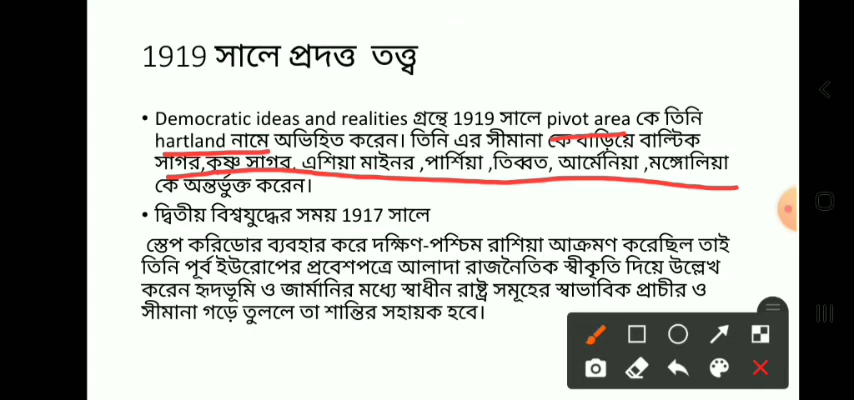 1919 সালে প্রদত্ত তত্ত্ব
• Democratic ideas and realities গ্রন্থে 1919 সালে pivot area কে তিনি
hartland নামে অভিহিত করেন। তিনি এর সীমানা কে বাড়িয়ে বাল্টিক
সাগর,কৃষ্ণ সাগর, এশিয়া মাইনর ,পার্শিয়া ,তিব্বত, আর্মেনিয়া ,মঙ্গোলিয়া
কে অন্তর্ভুক্ত করেন।
• দ্বিতীয় বিশ্বযুদ্ধের সময় 1917 সালে
স্তেপ করিডোর ব্যবহার করে দক্ষিণ-পশ্চিম রাশিয়া আক্রমণ করেছিল তাই
তিনি পূর্ব ইউরোপের প্রবেশপত্রে আলাদা রাজনৈতিক স্বীকৃতি দিয়ে উল্লেখ
করেন হৃদভূমি ও জার্মানির মধ্যে স্বাধীন রাষ্ট্র সমূহের স্বাভাবিক প্রাচীর ও
সীমানা গড়ে তুললে তা শান্তির সহায়ক হবে।